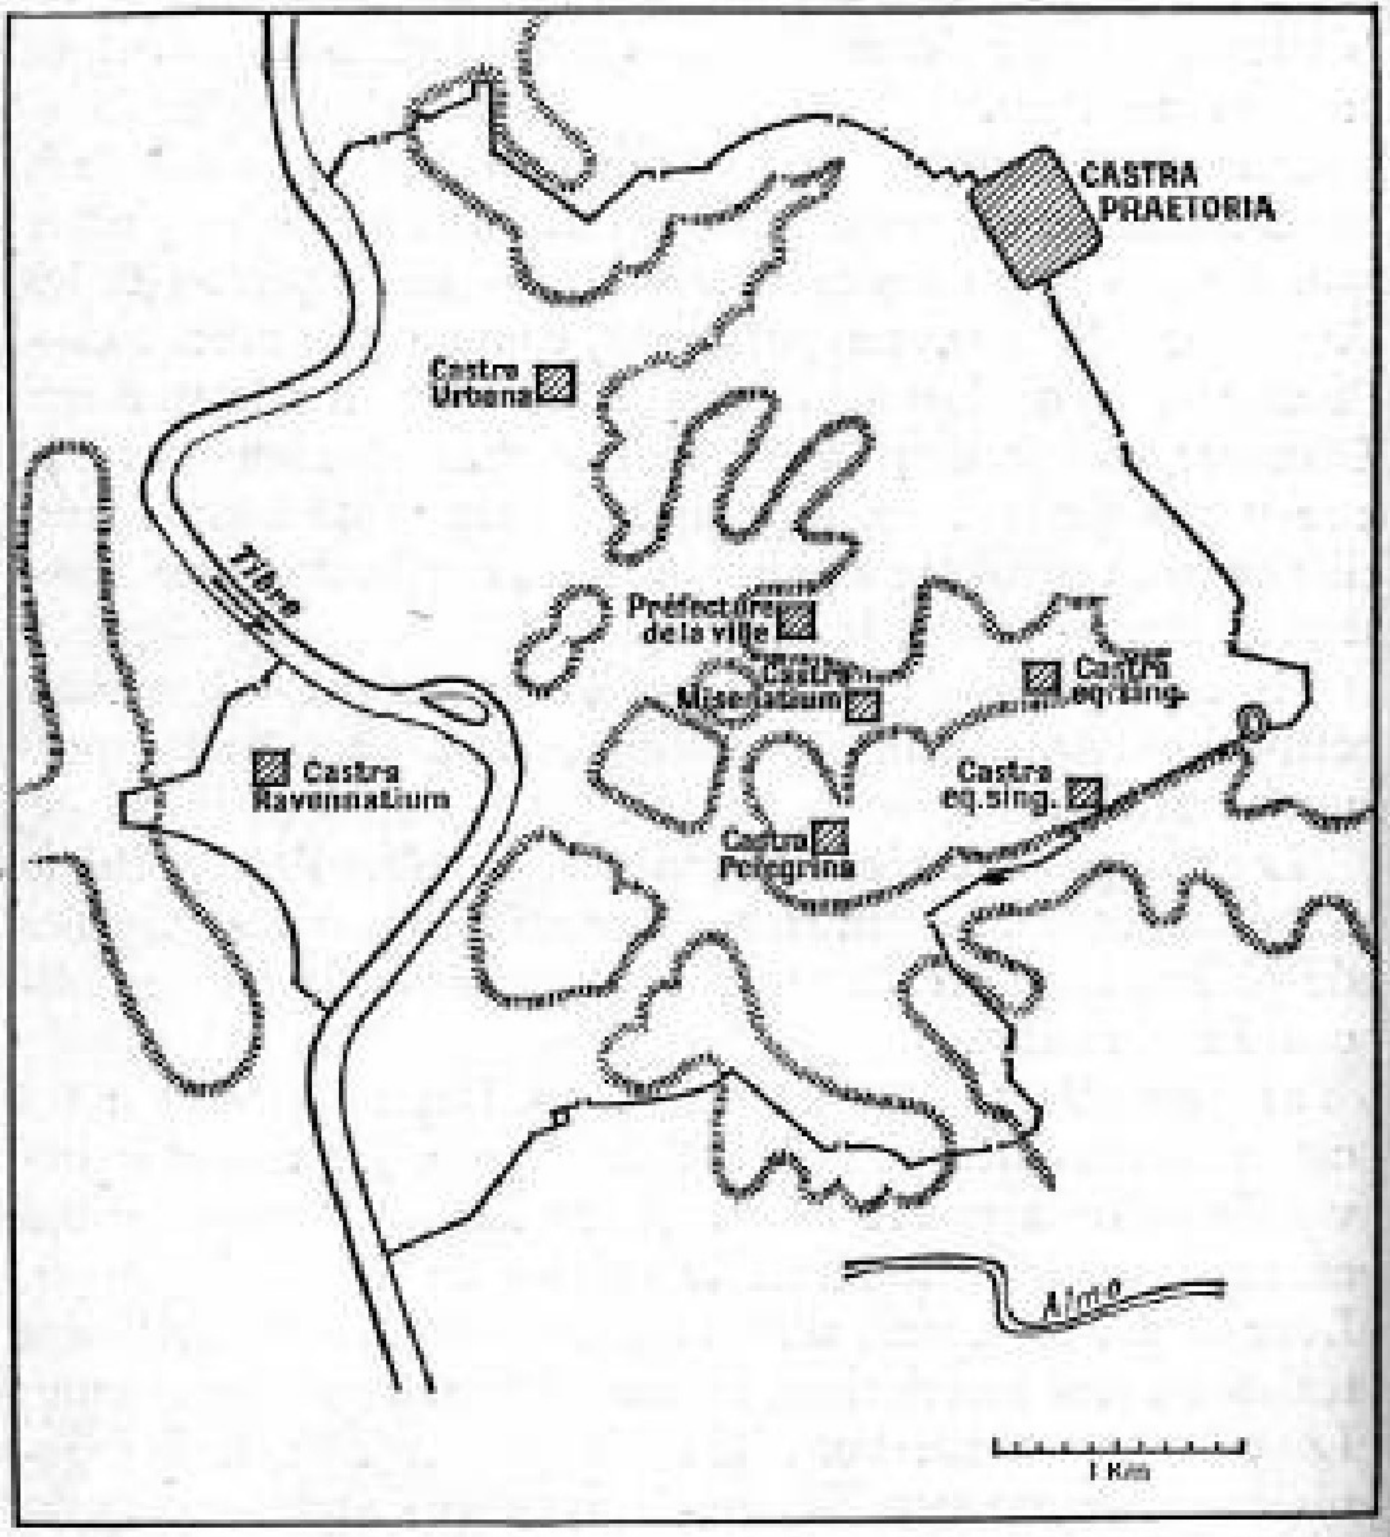 CASTRA
PRAETORIA
Castra
Urbana
Tibre
Préfecture
de la ville
Castra
Misenatium
Castra
eq.sing.
Castra
Ravennatium
Castra
eq.sing.
Castra
Peregrina
Almo
1 Km